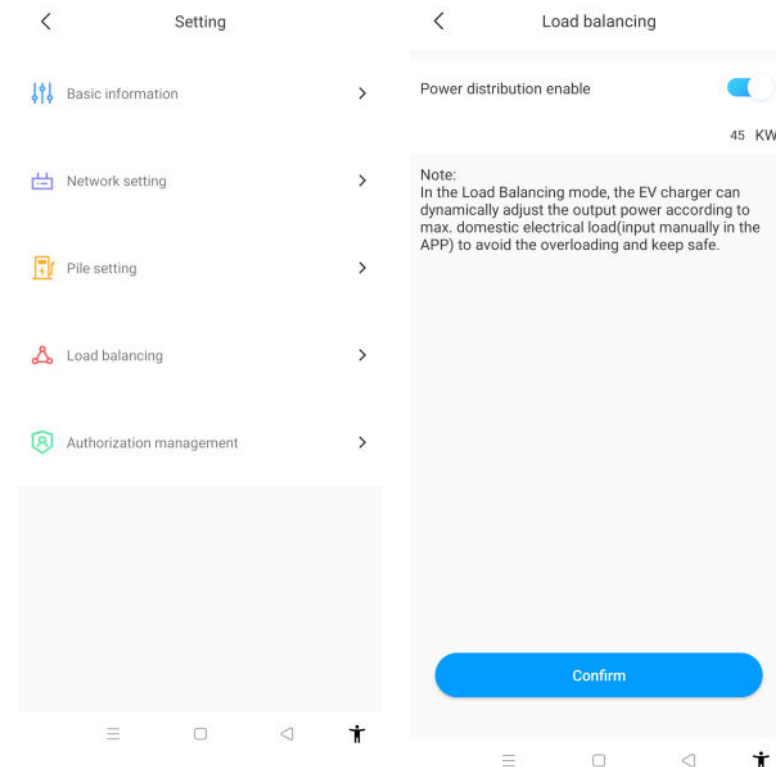 Setting
Basic information
Network setting
Pile setting
Load balancing
Authorization management
Load balancing
Power distribution enable
45 KW
Note:
In the Load Balancing mode, the EV charger can
dynamically adjust the output power according to
max. domestic electrical load(input manually in the
APP) to avoid the overloading and keep safe.
Confirm